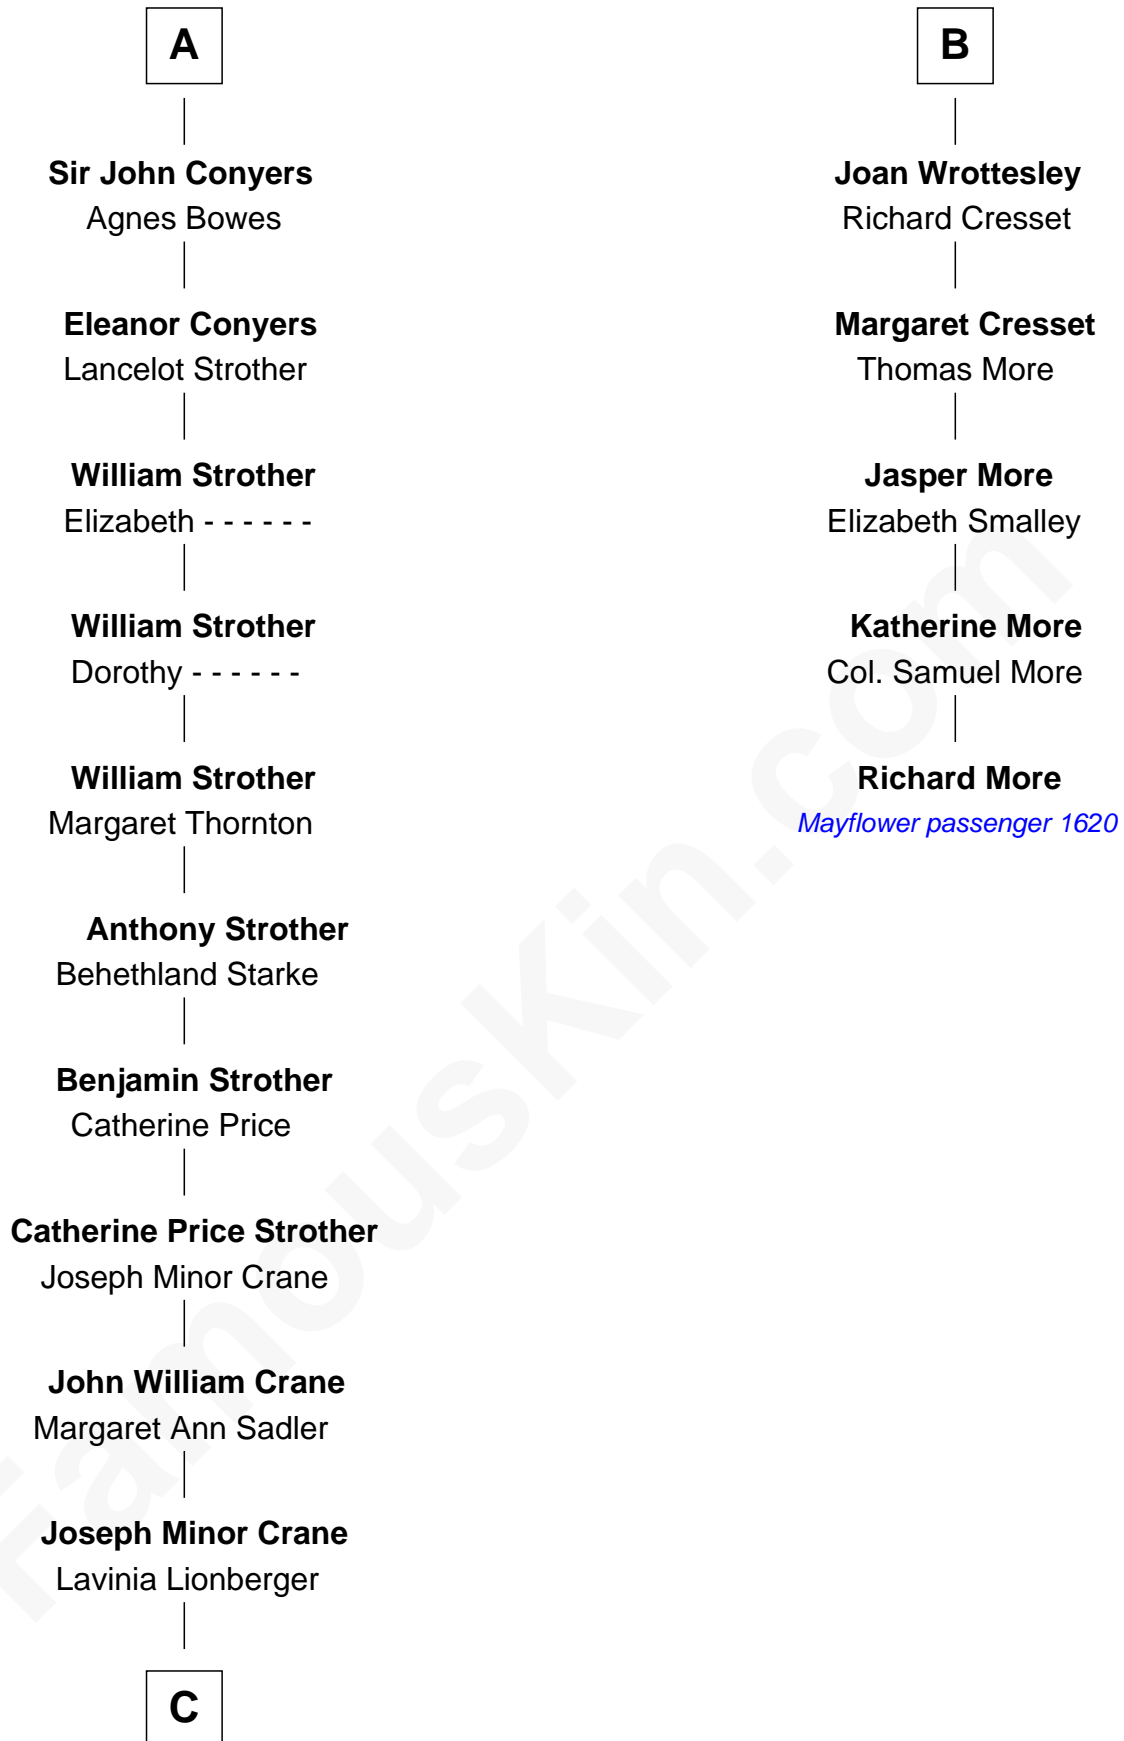 A
Sir John Conyers
Agnes Bowes
Eleanor Conyers
Lancelot Strother
William Strother
Elizabeth - - - - - -
William Strother
Dorothy - - - - - -
William Strother
Margaret Thornton
Anthony Strother
Behethland Starke
Benjamin Strother
Catherine Price
Catherine Price Strother
Joseph Minor Crane
John William Crane
Margaret Ann Sadler
Joseph Minor Crane
Lavinia Lionberger
C
B
Joan Wrottesley
Richard Cresset
Margaret Cresset
Thomas More
Jasper More
Elizabeth Smalley
Katherine More
Col. Samuel More
Richard More
Mayflower passenger 1620
FamousKin.com